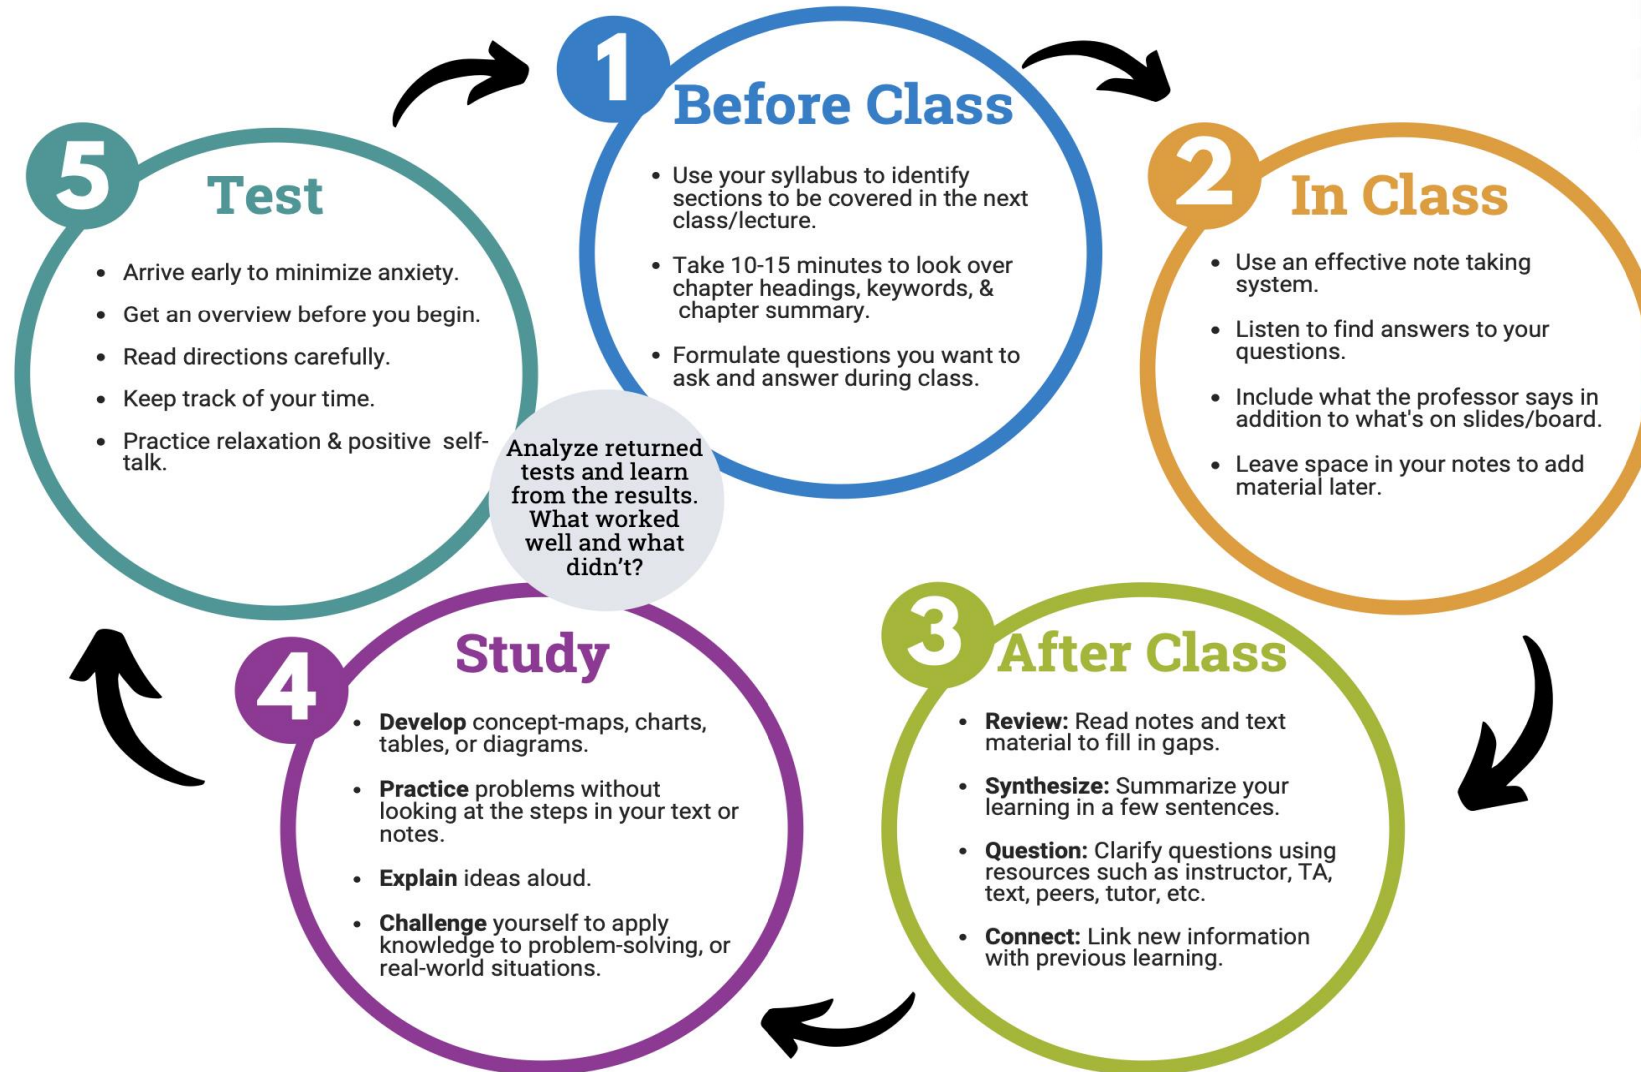 1
Before Class
• Use your syllabus to identify
sections to be covered in the next
class/lecture.
• Take 10-15 minutes to look over
chapter headings, keywords, &
chapter summary.
• Formulate questions you want to
ask and answer during class.
2
In Class
• Use an effective note taking
system.
• Listen to find answers to your
questions.
• Include what the professor says in
addition to what's on slides/board.
• Leave space in your notes to add
material later.
3
After Class
• Review: Read notes and text
material to fill in gaps.
• Synthesize: Summarize your
learning in a few sentences.
• Question: Clarify questions using
resources such as instructor, TA,
text, peers, tutor, etc.
• Connect: Link new information
with previous learning.
4
Study
• Develop concept-maps, charts,
tables, or diagrams.
• Practice problems without
looking at the steps in your text or
notes.
• Explain ideas aloud.
• Challenge yourself to apply
knowledge to problem-solving, or
real-world situations.
5
Test
• Arrive early to minimize anxiety.
• Get an overview before you begin.
• Read directions carefully.
• Keep track of your time.
• Practice relaxation & positive self-
talk.
Analyze returned
tests and learn
from the results.
What worked
well and what
didn’t?